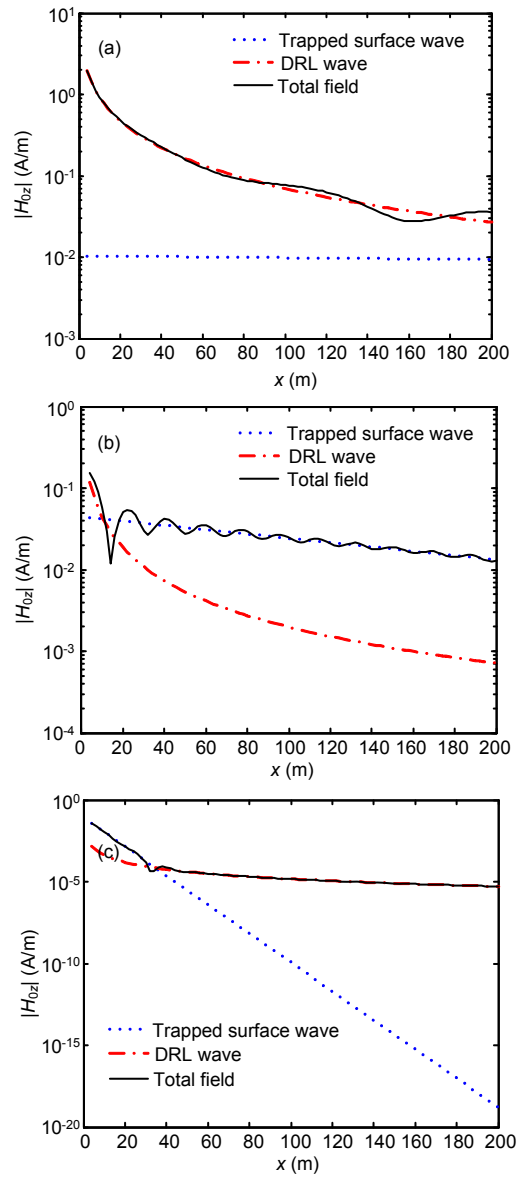 10^1
(a)
Trapped surface wave
DRL wave
Total field
10^0
10^-1
10^-2
10^-3
|H_0z| (A/m)
0 20 40 60 80 100 120 140 160 180 200
x (m)
10^0
(b)
Trapped surface wave
DRL wave
Total field
10^-1
10^-2
10^-3
10^-4
|H_0z| (A/m)
0 20 40 60 80 100 120 140 160 180 200
x (m)
10^0
(c)
10^-5
10^-10
10^-15
Trapped surface wave
DRL wave
Total field
10^-20
|H_0z| (A/m)
0 20 40 60 80 100 120 140 160 180 200
x (m)